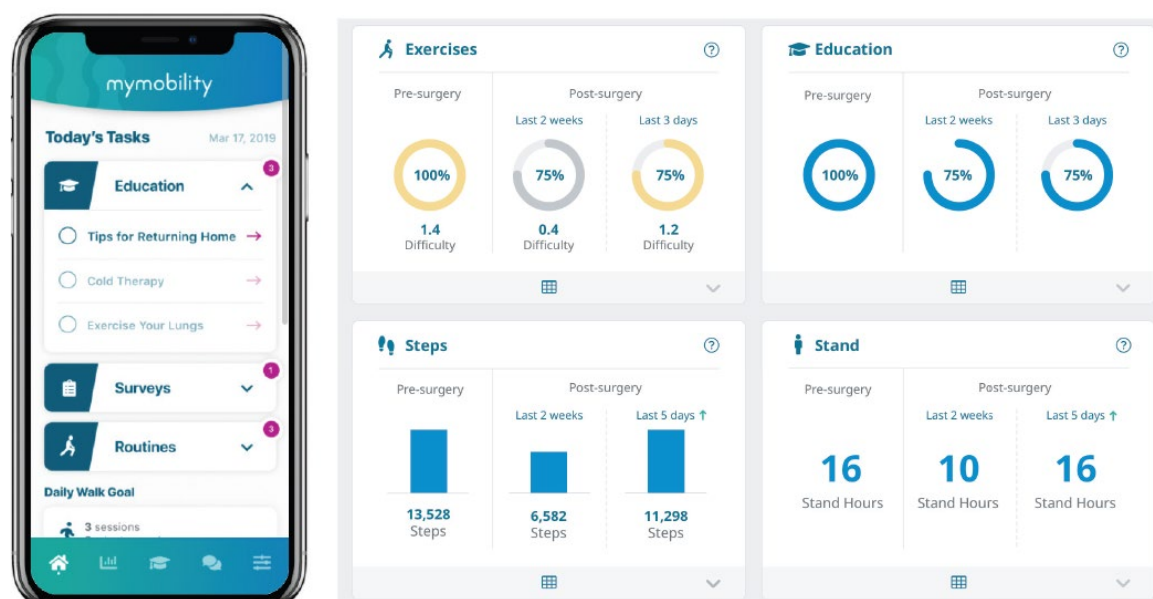 mymobility
Today's Tasks Mar 17, 2019
3
Education
Tips for Returning Home
Cold Therapy
Exercise Your Lungs
1
Surveys
3
Routines
Daily Walk Goal
3 sessions
Exercises ?
Pre-surgery Post-surgery
Last 2 weeks Last 3 days
100% 75% 75%
1.4 0.4 1.2
Difficulty Difficulty Difficulty
Education ?
Pre-surgery Post-surgery
Last 2 weeks Last 3 days
100% 75% 75%
Steps ?
Pre-surgery Post-surgery
Last 2 weeks Last 5 days ↑
13,528 6,582 11,298
Steps Steps Steps
Stand ?
Pre-surgery Post-surgery
Last 2 weeks Last 5 days ↑
16 10 16
Stand Hours Stand Hours Stand Hours